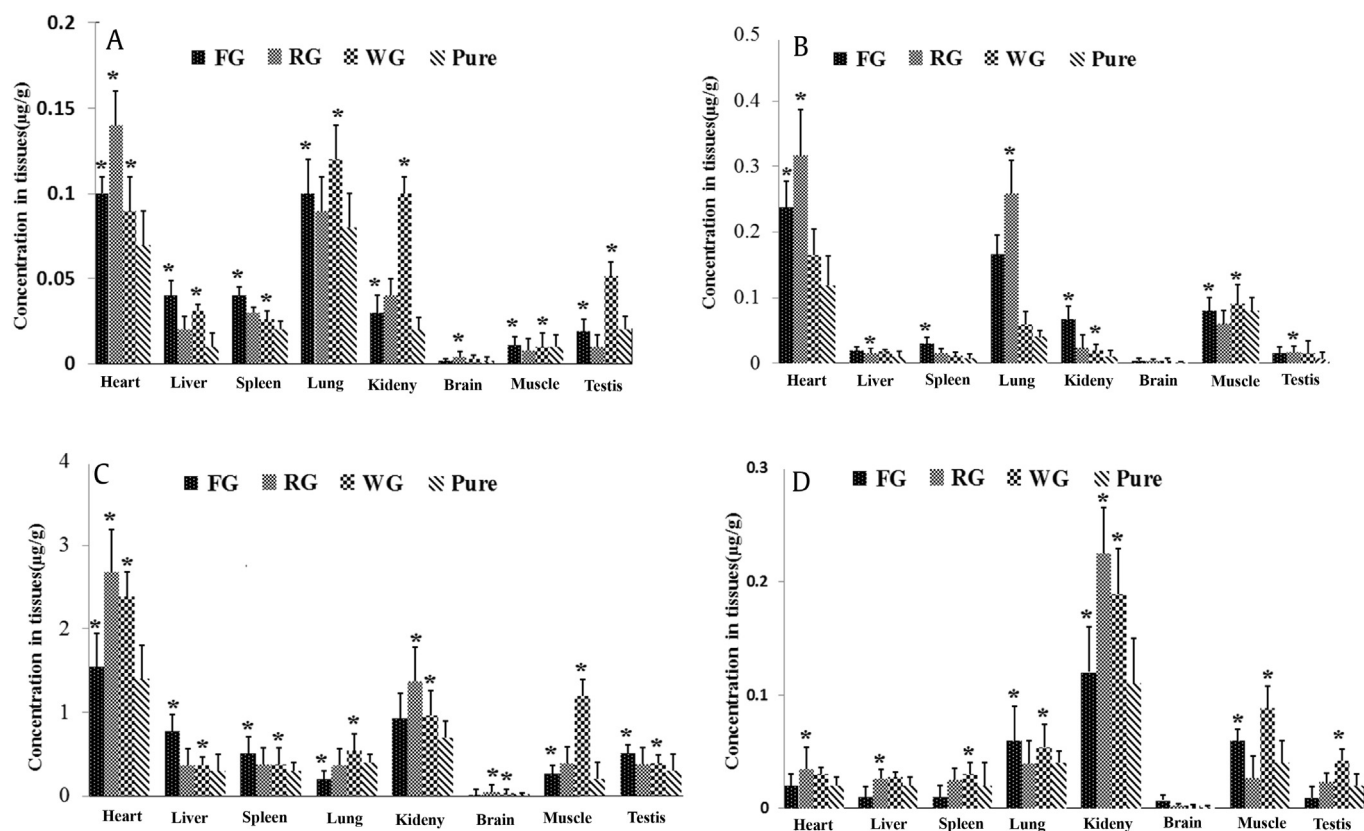 A
FG RG WG Pure
Concentration in tissues(μg/g)
0.2
0.15
0.1
0.05
0
* * * * * * * * * * * * * * * *
Heart Liver Spleen Lung Kideny Brain Muscle Testis
B
FG RG WG Pure
Concentration in tissues(μg/g)
0.5
0.4
0.3
0.2
0.1
0
* * * * * * * * * *
Heart Liver Spleen Lung Kideny Brain Muscle Testis
C
FG RG WG Pure
Concentration in tissues(μg/g)
4
3
2
1
0
* * * * * * * * * * * * * * * * *
Heart Liver Spleen Lung Kideny Brain Muscle Testis
D
FG RG WG Pure
Concentration in tissues(μg/g)
0.3
0.2
0.1
0
* * * * * * * * * * *
Heart Liver Spleen Lung Kideny Brain Muscle Testis